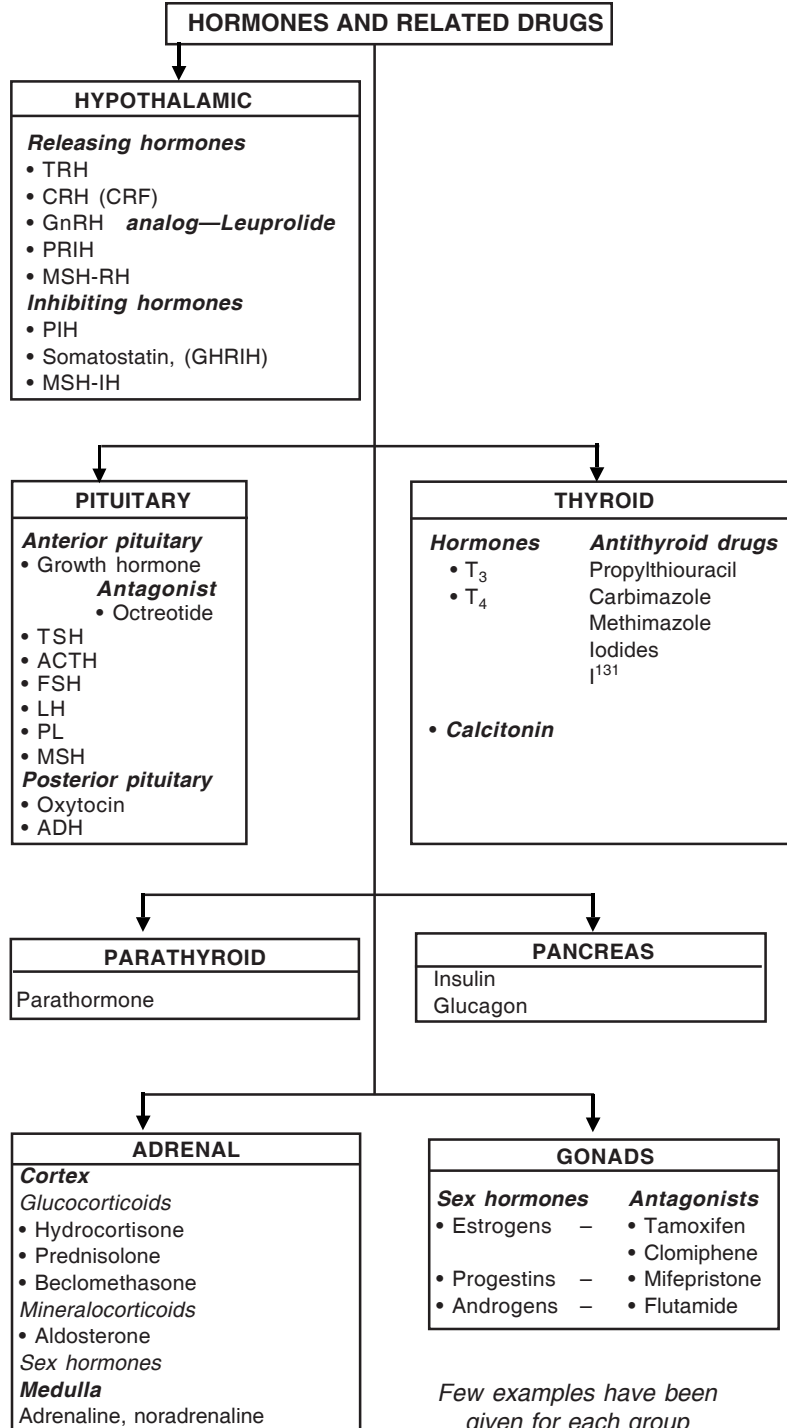 HORMONES AND RELATED DRUGS
HYPOTHALAMIC
Releasing hormones
• TRH
• CRH (CRF)
• GnRH analog—Leuprolide
• PRIH
• MSH-RH
Inhibiting hormones
• PIH
• Somatostatin, (GHRIH)
• MSH-IH
PITUITARY
Anterior pituitary
• Growth hormone
Antagonist
• Octreotide
• TSH
• ACTH
• FSH
• LH
• PL
• MSH
Posterior pituitary
• Oxytocin
• ADH
THYROID
Hormones Antithyroid drugs
• T₃ Propylthiouracil
• T₄ Carbimazole
Methimazole
Iodides
I¹³¹
• Calcitonin
PARATHYROID
Parathormone
PANCREAS
Insulin
Glucagon
ADRENAL
Cortex
Glucocorticoids
• Hydrocortisone
• Prednisolone
• Beclomethasone
Mineralocorticoids
• Aldosterone
Sex hormones
Medulla
Adrenaline, noradrenaline
GONADS
Sex hormones Antagonists
• Estrogens – • Tamoxifen
• Clomiphene
• Progestins – • Mifepristone
• Androgens – • Flutamide
Few examples have been
given for each group